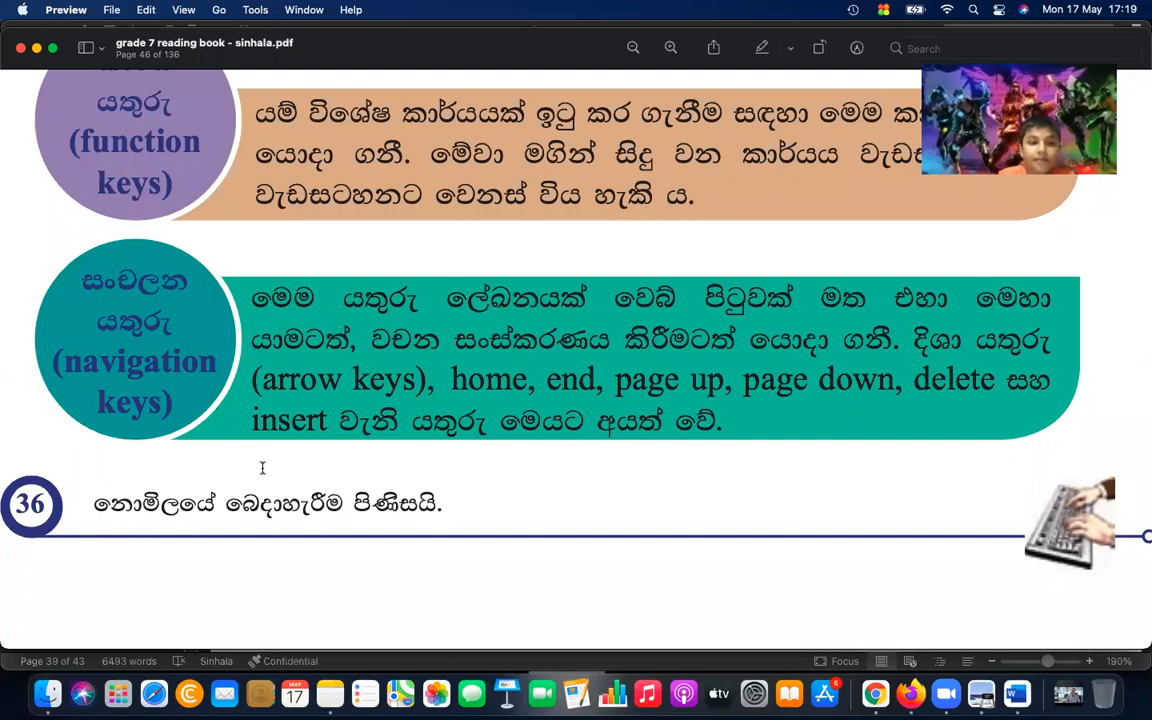 Preview File Edit View Go Tools Window Help Mon 17 May 17:19
grade 7 reading book - sinhala.pdf
Page 46 of 136
Search
යතුරු
(function
keys)
යම් විශේෂ කාර්යයක් ඉටු කර ගැනීම සඳහා මෙම
යොදා ගනී. මේවා මගින් සිදු වන කාර්යය
වැඩසටහනට වෙනස් විය හැකි ය.
සංචලන
යතුරු
(navigation
keys)
මෙම යතුරු ලේඛනයක් වෙබ් පිටුවක් මත එහා මෙහා
යාමටත්, වචන සංස්කරණය කිරීමටත් යොදා ගනී. දිශා යතුරු
(arrow keys), home, end, page up, page down, delete සහ
insert වැනි යතුරු මෙයට අයත් වේ.
36
නොමිලයේ බෙදාහැරීම පිණිසයි.
Page 39 of 43 6493 words Sinhala Confidential Focus 190%
MAY
17
tv